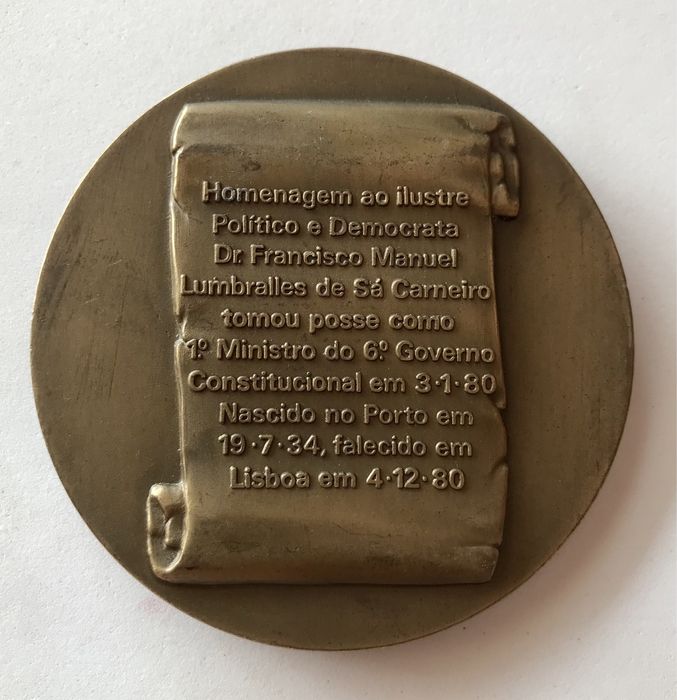 Homenagem ao ilustre
Político e Democrata
Dr. Francisco Manuel
Lumbralles de Sá Carneiro
tomou posse como
1º Ministro do 6º Governo
Constitucional em 3·1·80
Nascido no Porto em
19·7·34, falecido em
Lisboa em 4·12·80